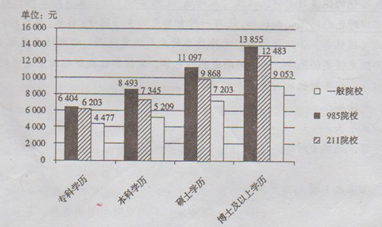 单位：元
16 000
14 000
12 000
10 000
8 000
6 000
4 000
2 000
0
6 404
6 203
4 477
8 493
7 345
5 209
11 097
9 868
7 203
13 855
12 483
9 053
专科学历
本科学历
硕士学历
博士及以上学历
一般院校
985院校
211院校